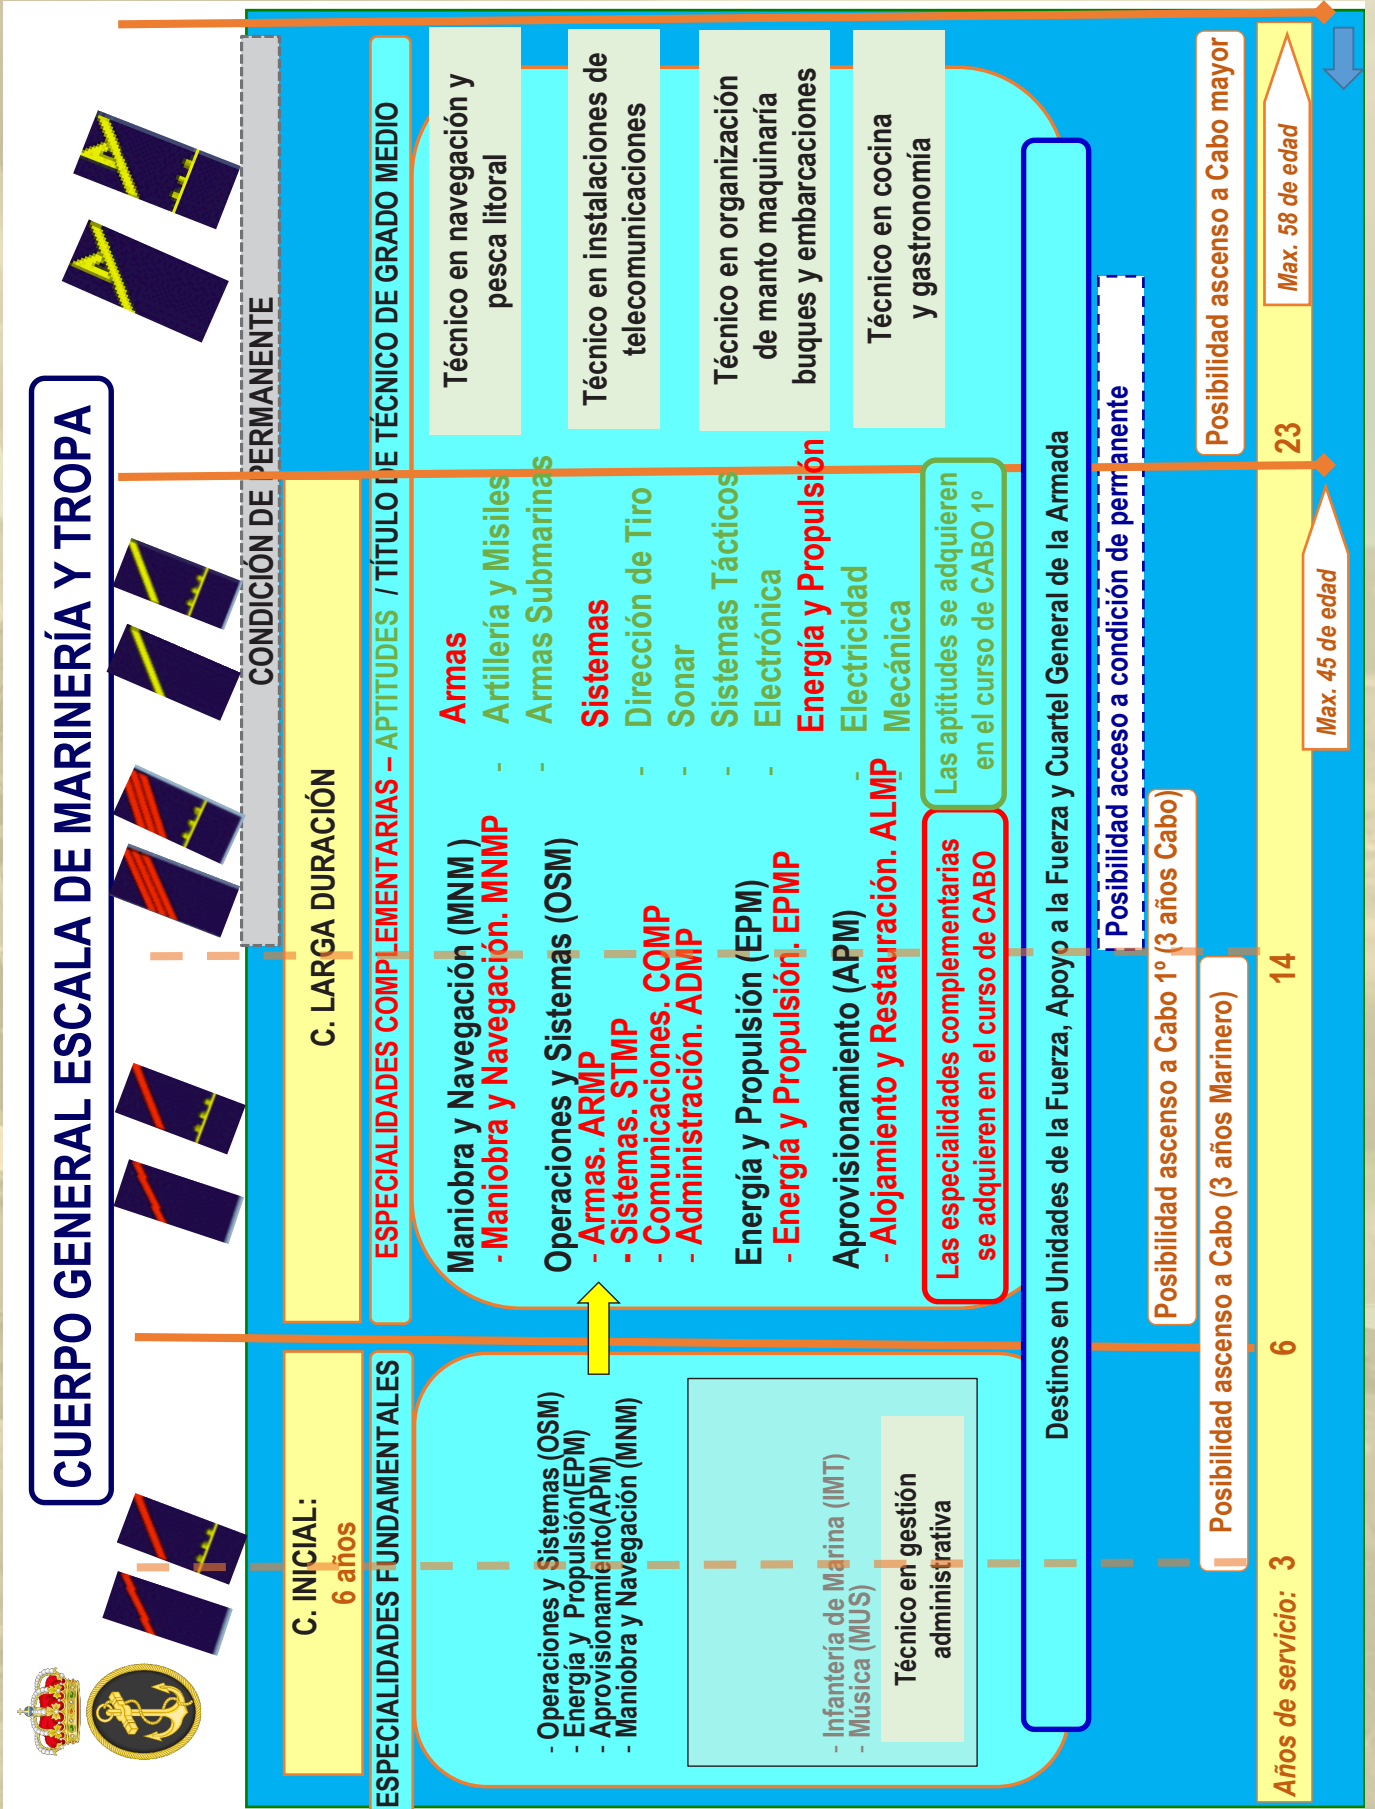 CUERPO GENERAL ESCALA DE MARINERÍA Y TROPA
CONDICIÓN DE PERMANENTE
C. INICIAL:
6 años
C. LARGA DURACIÓN
ESPECIALIDADES FUNDAMENTALES
ESPECIALIDADES COMPLEMENTARIAS – APTITUDES / TÍTULO DE TÉCNICO DE GRADO MEDIO
- Operaciones y Sistemas (OSM)
- Energía y Propulsión(EPM)
- Aprovisionamiento(APM)
- Maniobra y Navegación (MNM)
- Infantería de Marina (IMT)
- Música (MUS)
Técnico en gestión
administrativa
Maniobra y Navegación (MNM )
- Maniobra y Navegación. MNMP
Operaciones y Sistemas (OSM)
- Armas. ARMP
- Sistemas. STMP
- Comunicaciones. COMP
- Administración. ADMP
Energía y Propulsión (EPM)
- Energía y Propulsión. EPMP
Aprovisionamiento (APM)
- Alojamiento y Restauración. ALMP
Las especialidades complementarias
se adquieren en el curso de CABO
Armas
- Artillería y Misiles
- Armas Submarinas
Sistemas
- Dirección de Tiro
- Sonar
- Sistemas Tácticos
- Electrónica
Energía y Propulsión
- Electricidad
- Mecánica
Las aptitudes se adquieren
en el curso de CABO 1º
Técnico en navegación y
pesca litoral
Técnico en instalaciones de
telecomunicaciones
Técnico en organización
de manto maquinaría
buques y embarcaciones
Técnico en cocina
y gastronomía
Destinos en Unidades de la Fuerza, Apoyo a la Fuerza y Cuartel General de la Armada
Posibilidad acceso a condición de permanente
Posibilidad ascenso a Cabo 1º (3 años Cabo)
Posibilidad ascenso a Cabo (3 años Marinero)
Posibilidad ascenso a Cabo mayor
Años de servicio: 3 6 14 23
Max. 58 de edad
Max. 45 de edad